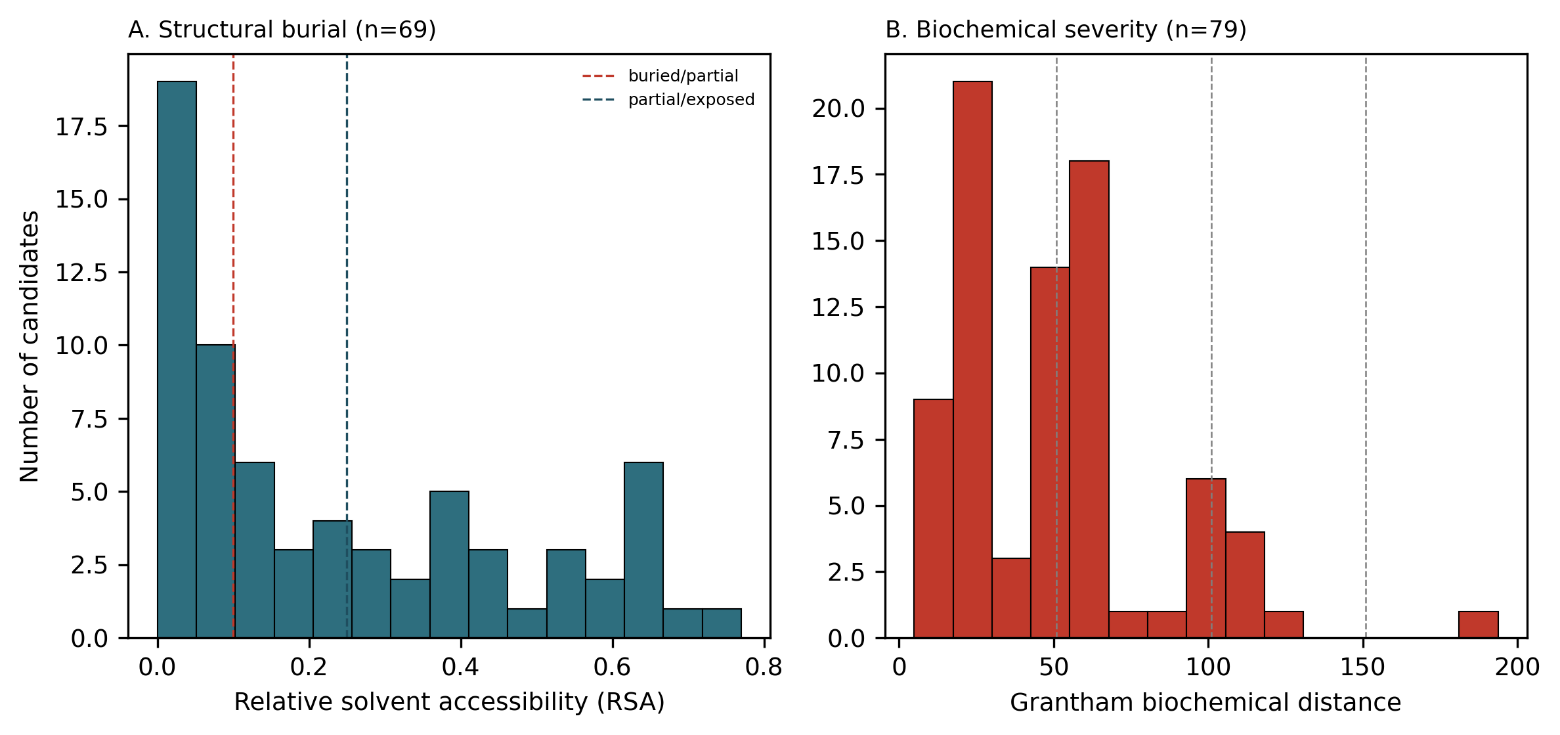 A. Structural burial (n=69)
B. Biochemical severity (n=79)
buried/partial
partial/exposed
Number of candidates
17.5
15.0
12.5
10.0
7.5
5.0
2.5
0.0
0.0 0.2 0.4 0.6 0.8
Relative solvent accessibility (RSA)
20.0
17.5
15.0
12.5
10.0
7.5
5.0
2.5
0.0
0 50 100 150 200
Grantham biochemical distance